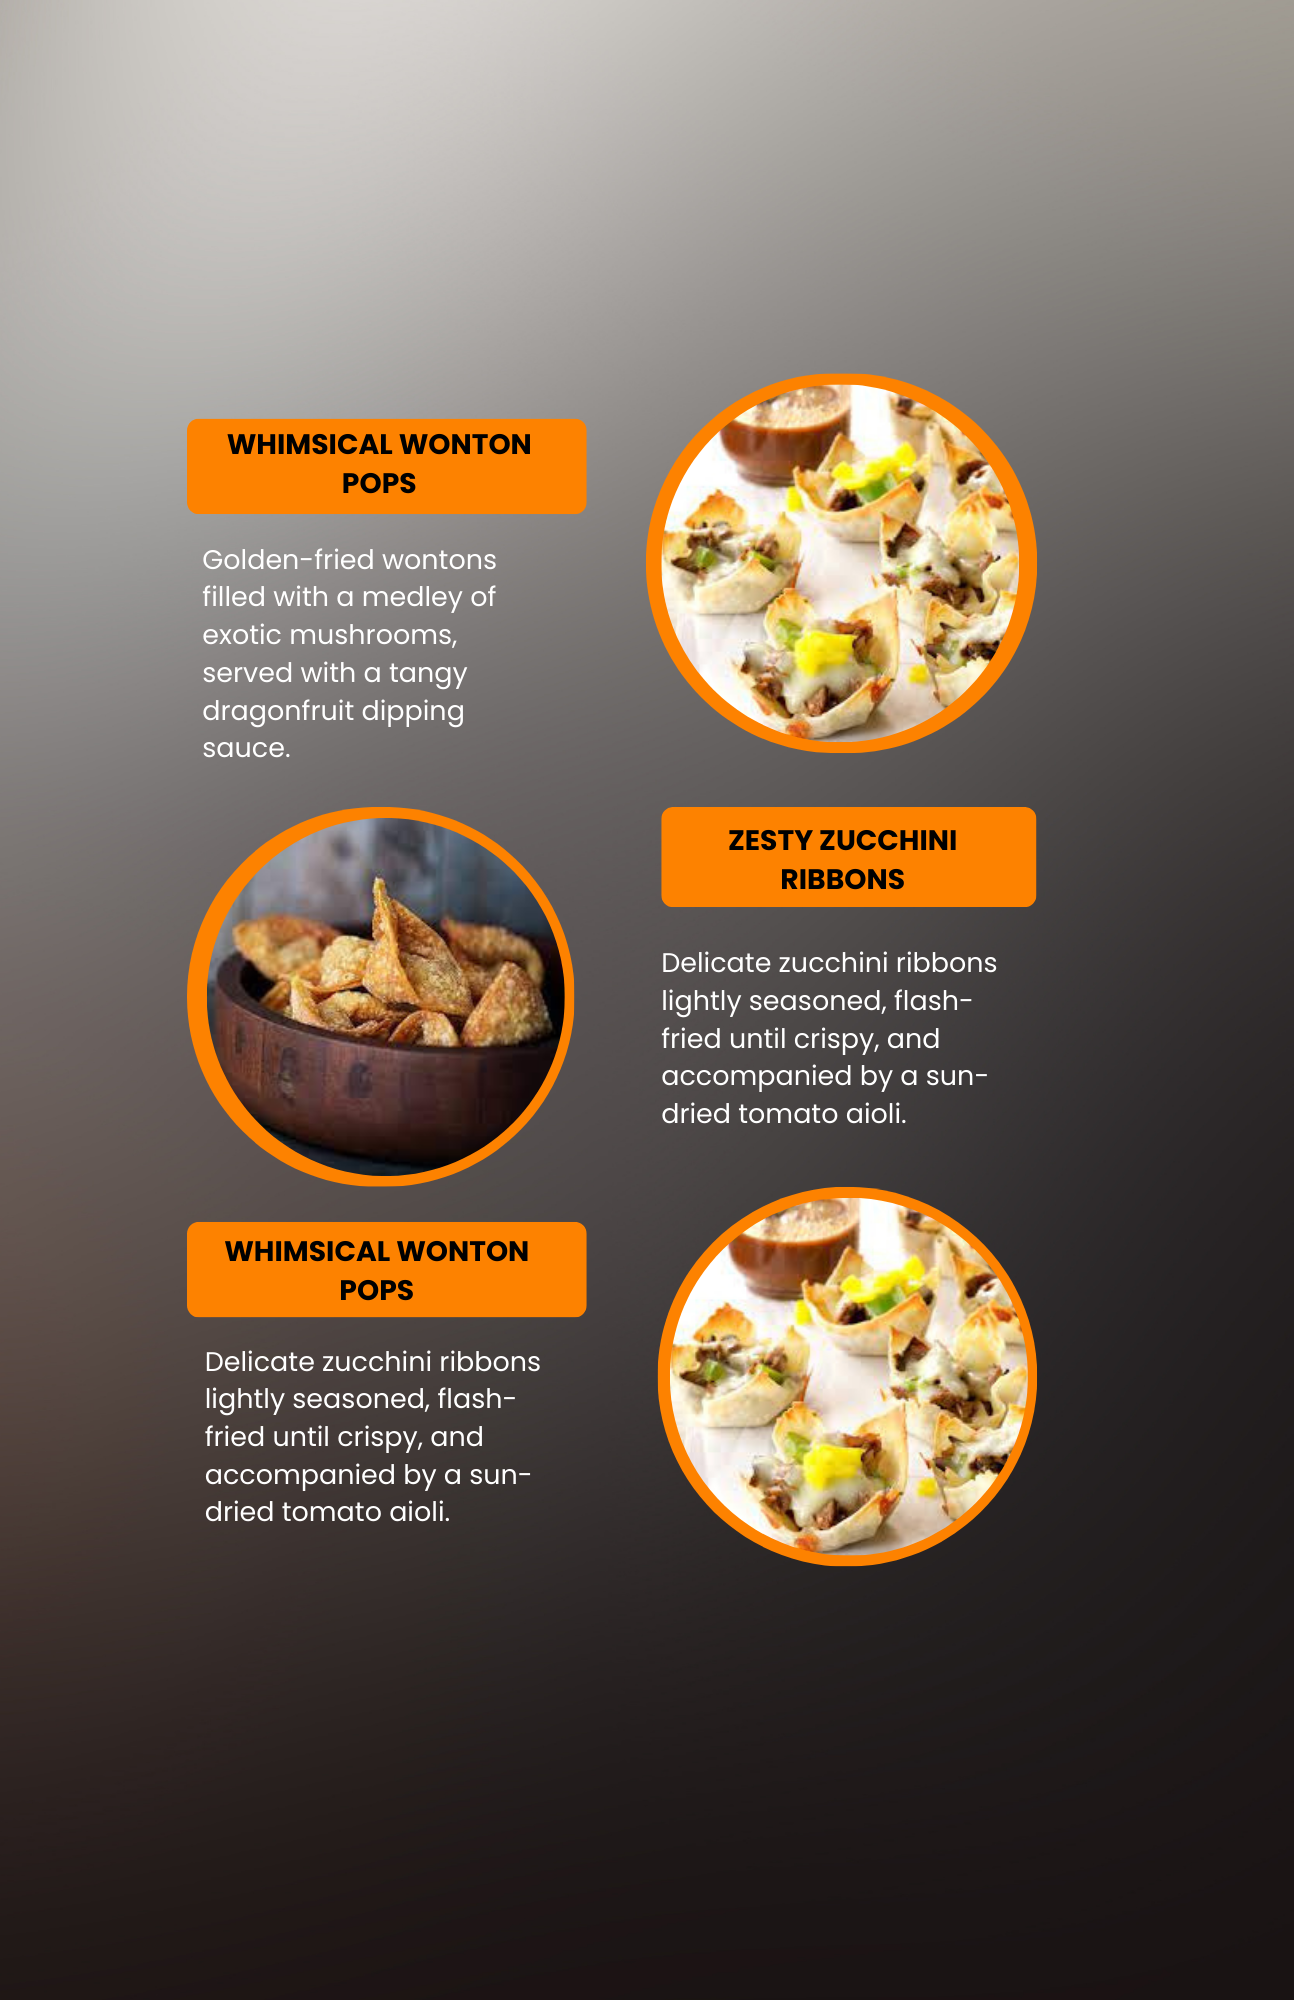 WHIMSICAL WONTON
POPS
Golden-fried wontons
filled with a medley of
exotic mushrooms,
served with a tangy
dragonfruit dipping
sauce.
ZESTY ZUCCHINI
RIBBONS
Delicate zucchini ribbons
lightly seasoned, flash-
fried until crispy, and
accompanied by a sun-
dried tomato aioli.
WHIMSICAL WONTON
POPS
Delicate zucchini ribbons
lightly seasoned, flash-
fried until crispy, and
accompanied by a sun-
dried tomato aioli.